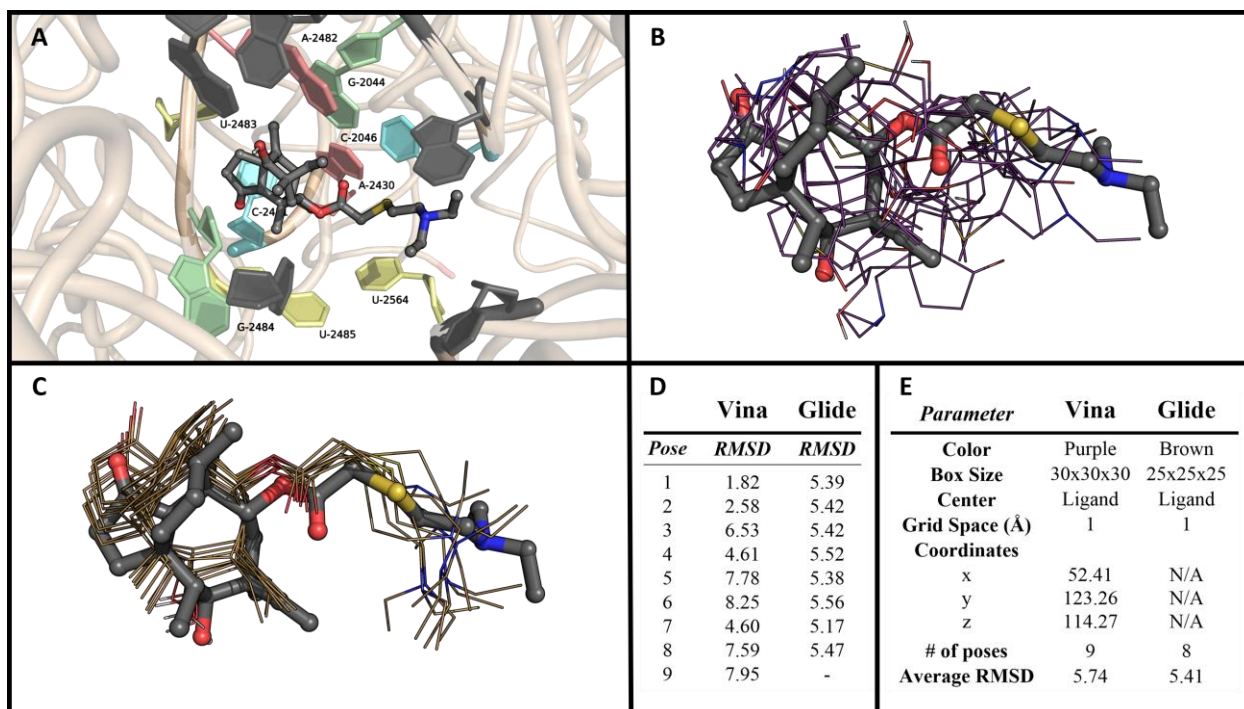 A
A-2482
G-2044
U-2483
C-2046
A-2430
U-2564
G-2484
U-2485
B
C
D
Vina Glide
Pose RMSD RMSD
1 1.82 5.39
2 2.58 5.42
3 6.53 5.42
4 4.61 5.52
5 7.78 5.38
6 8.25 5.56
7 4.60 5.17
8 7.59 5.47
9 7.95 -
E
Parameter Vina Glide
Color Purple Brown
Box Size 30x30x30 25x25x25
Center Ligand Ligand
Grid Space (Å) 1 1
Coordinates
x 52.41 N/A
y 123.26 N/A
z 114.27 N/A
# of poses 9 8
Average RMSD 5.74 5.41